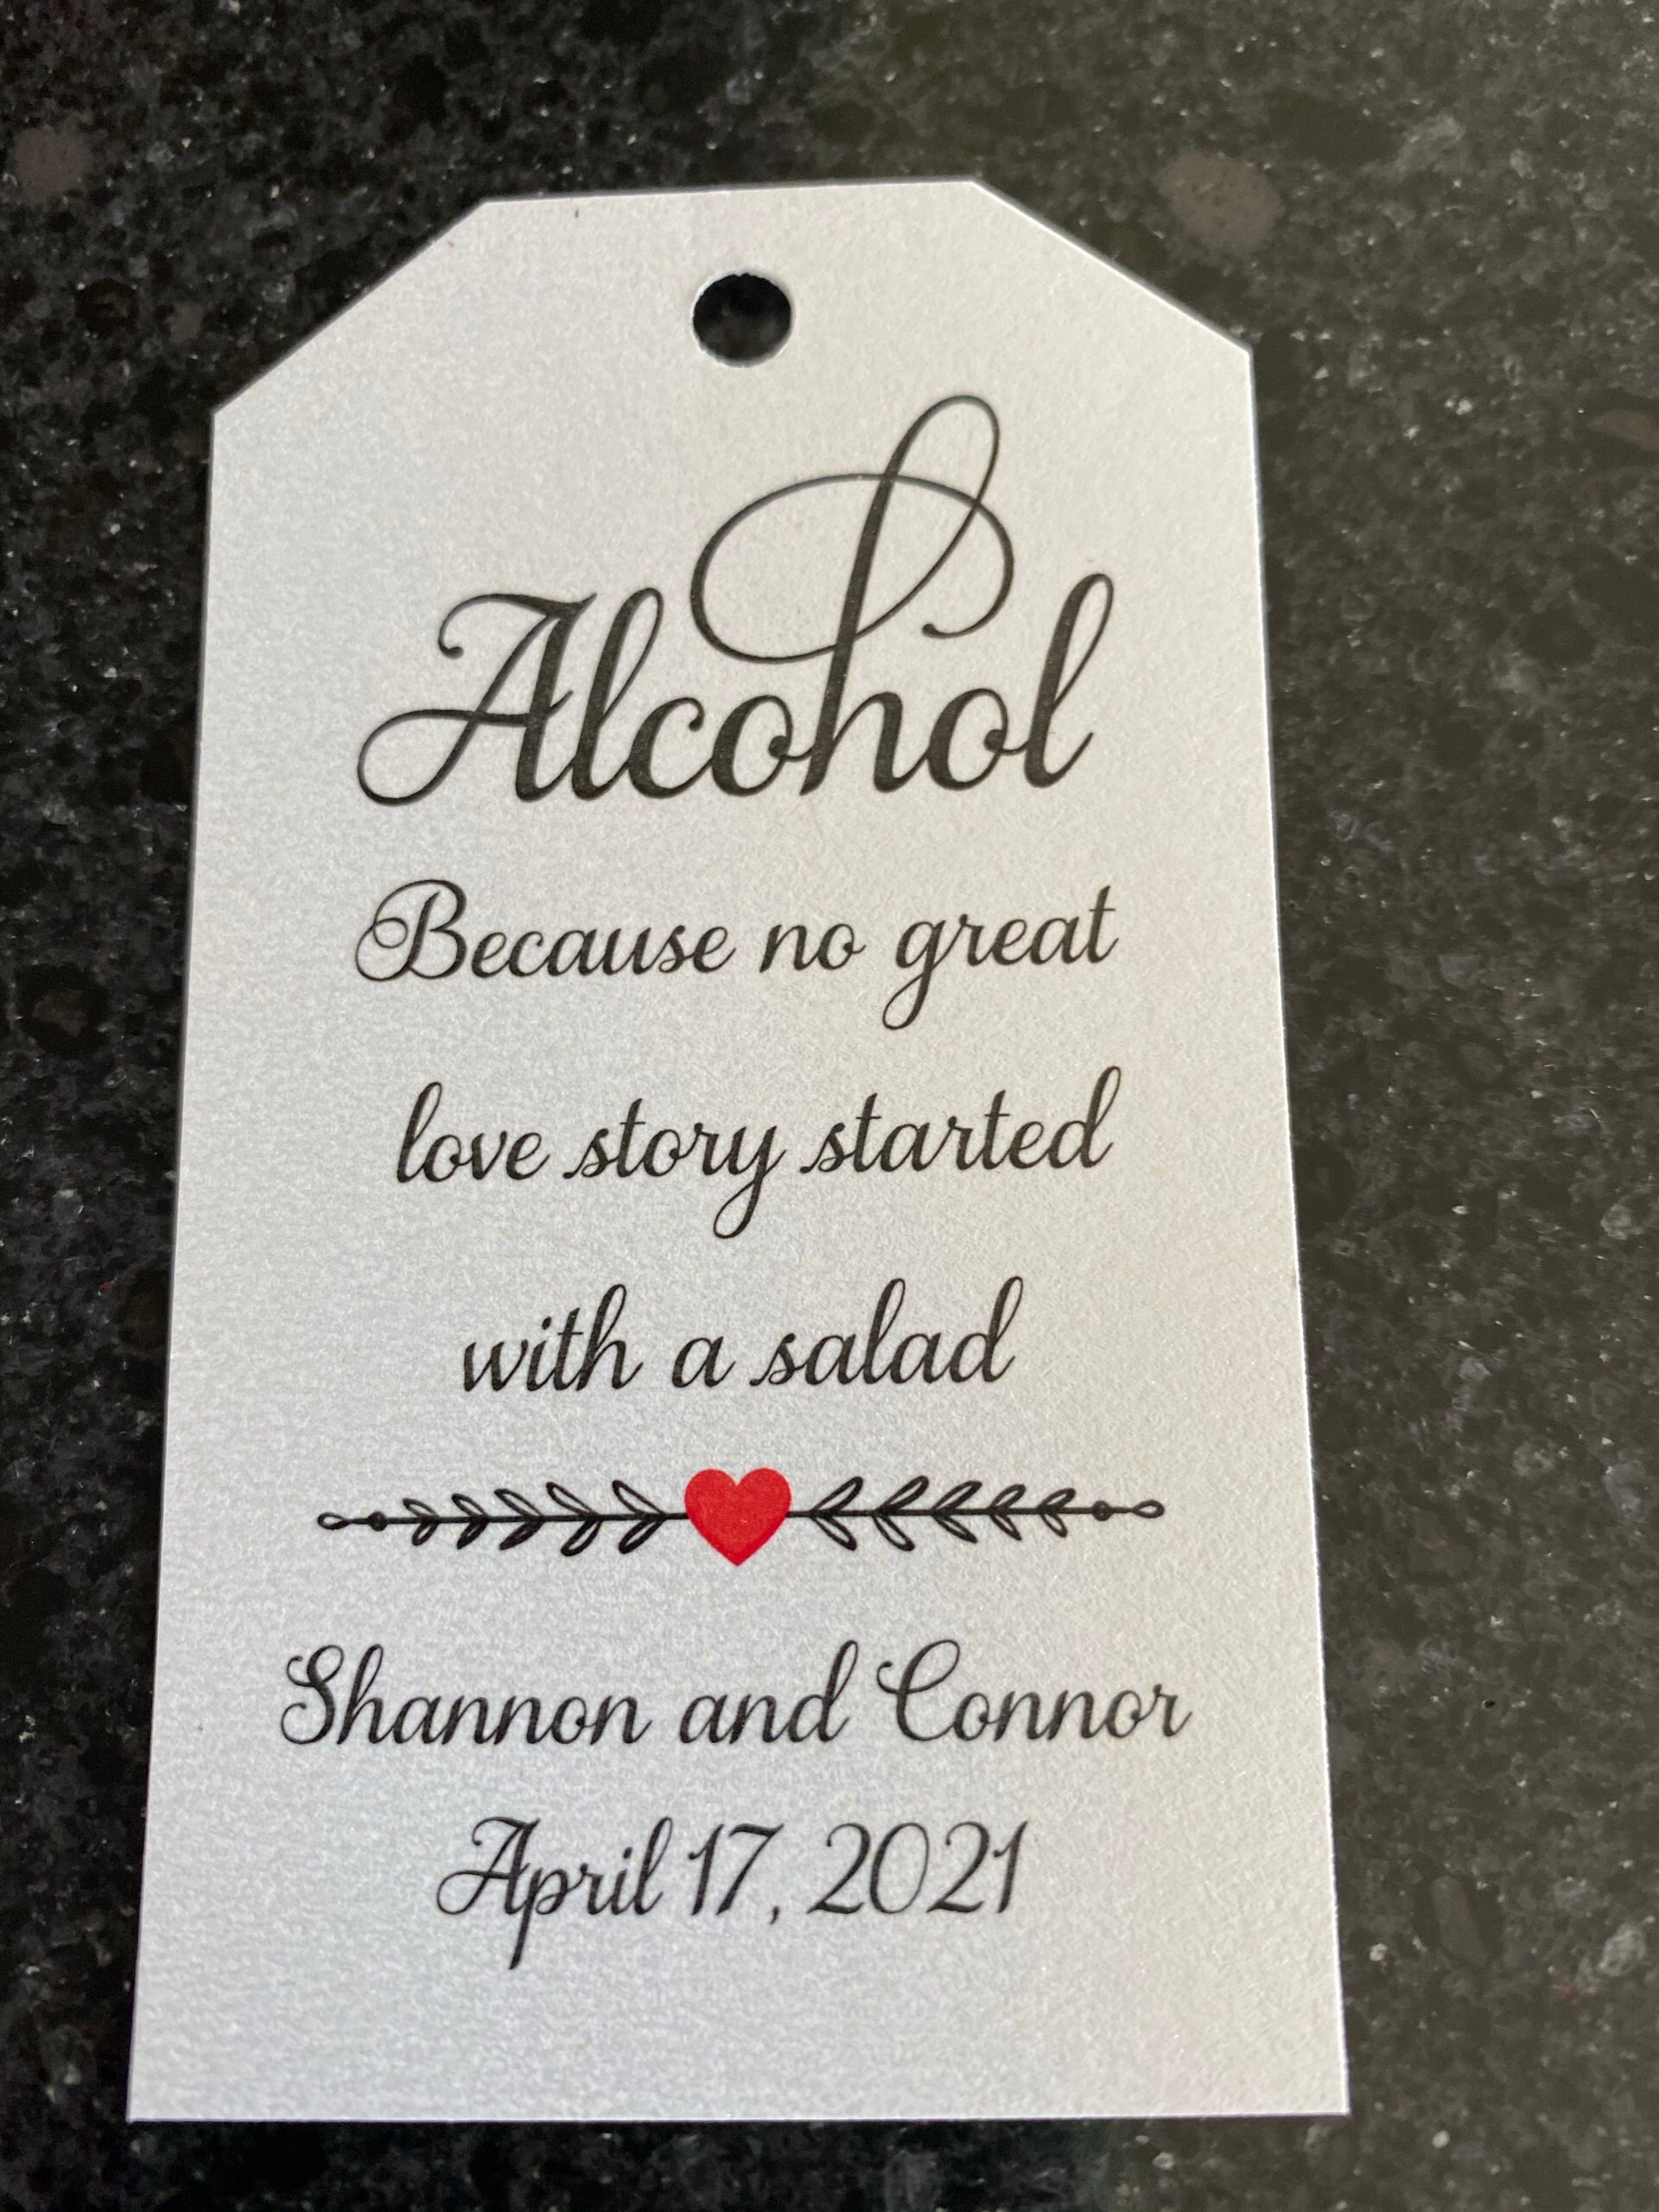 Alcohol
Because no great
love story started
with a salad
Shannon and Connor
April 17, 2021